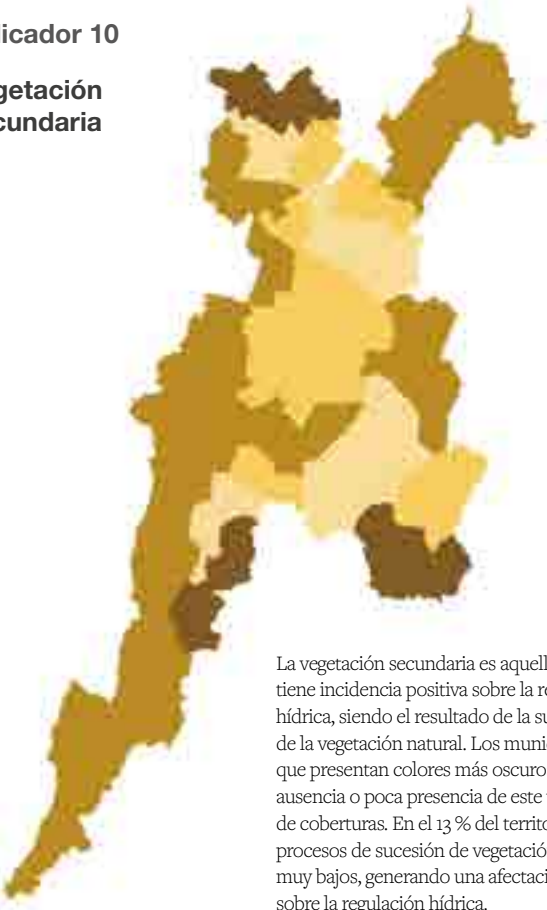 licador 10
getación
cundaria
La vegetación secundaria es aquell
tiene incidencia positiva sobre la re
hídrica, siendo el resultado de la su
de la vegetación natural. Los munic
que presentan colores más oscuro
ausencia o poca presencia de este
de coberturas. En el 13 % del territo
procesos de sucesión de vegetació
muy bajos, generando una afectaci
sobre la regulación hídrica.